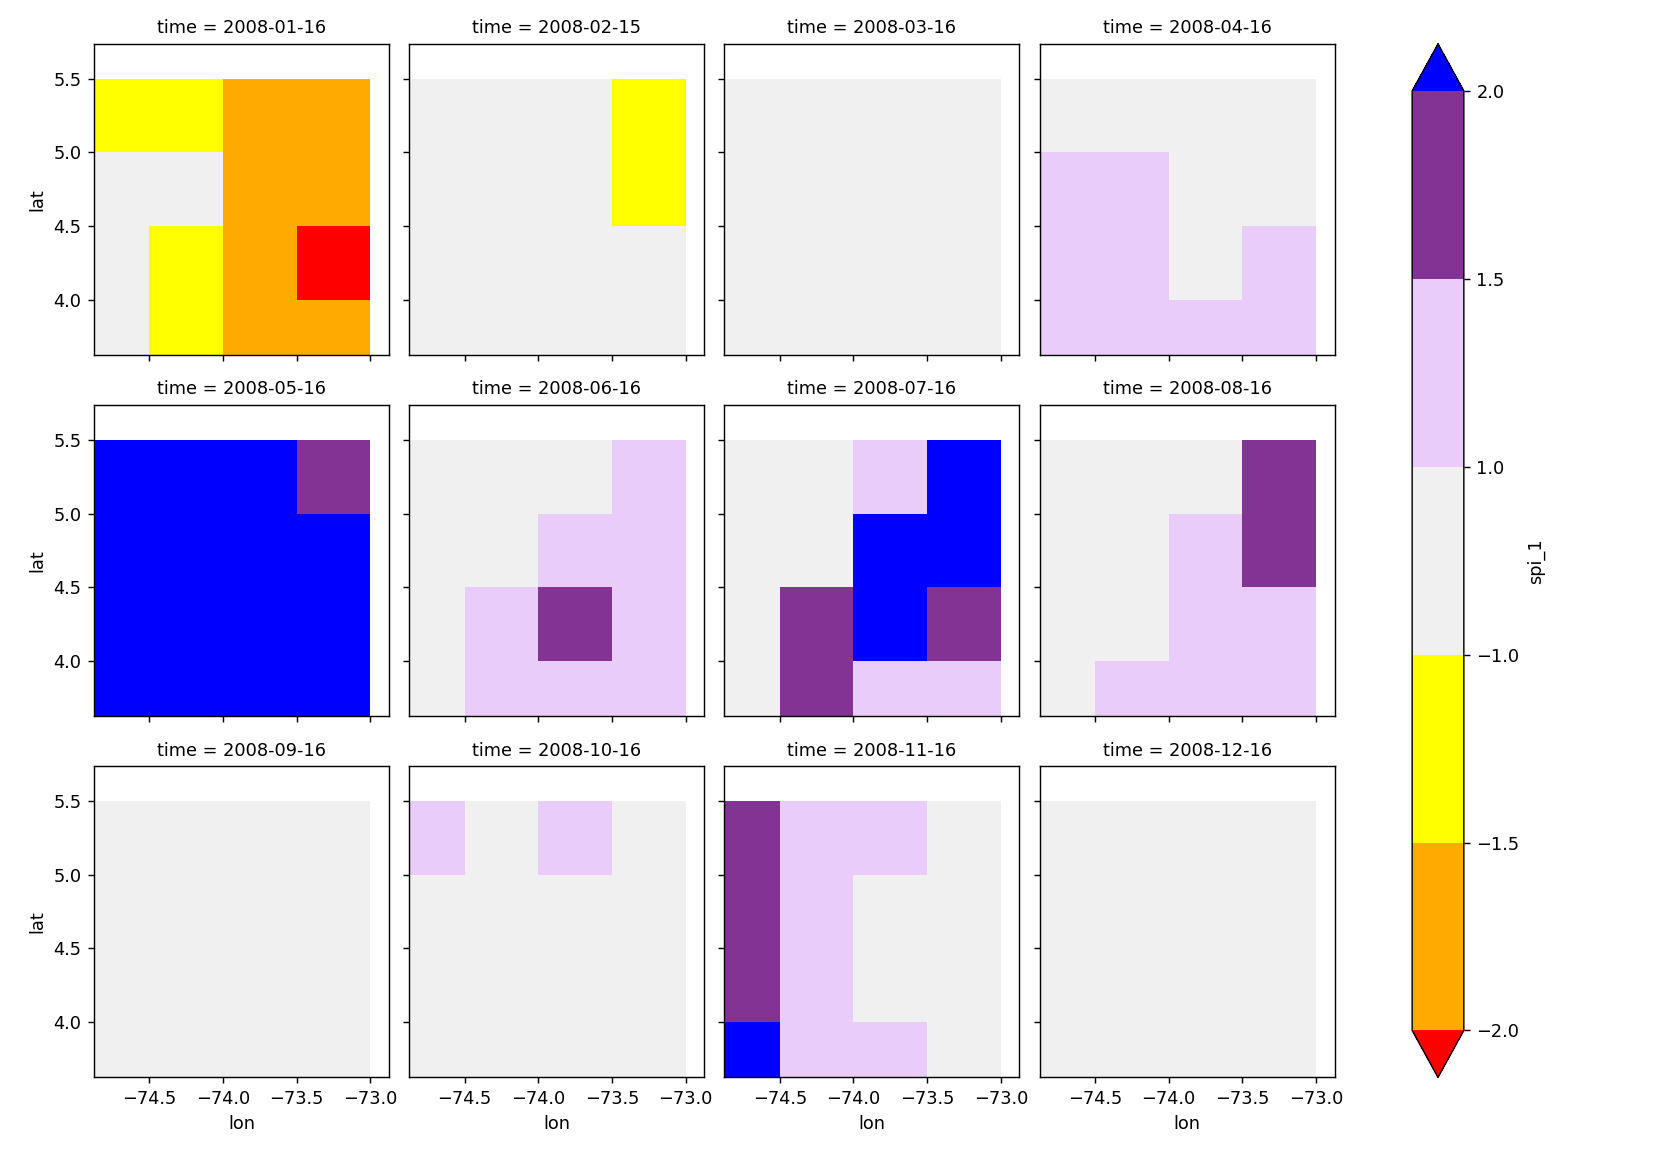 time = 2008-01-16
time = 2008-02-15
time = 2008-03-16
time = 2008-04-16
5.5
5.0
4.5
4.0
lat
time = 2008-05-16
time = 2008-06-16
time = 2008-07-16
time = 2008-08-16
5.5
5.0
4.5
4.0
lat
time = 2008-09-16
time = 2008-10-16
time = 2008-11-16
time = 2008-12-16
5.5
5.0
4.5
4.0
lat
−74.5 −74.0 −73.5 −73.0
lon
−74.5 −74.0 −73.5 −73.0
lon
−74.5 −74.0 −73.5 −73.0
lon
−74.5 −74.0 −73.5 −73.0
lon
2.0
1.5
1.0
−1.0
−1.5
−2.0
spi_1